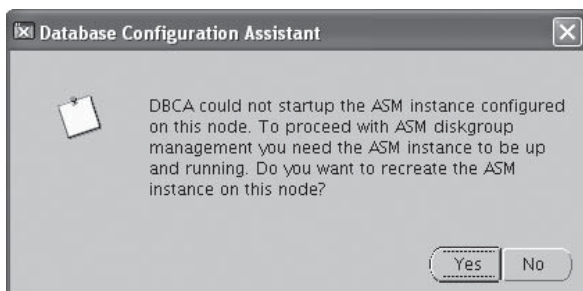 Database Configuration Assistant
DBCA could not startup the ASM instance configured
on this node. To proceed with ASM diskgroup
management you need the ASM instance to be up
and running. Do you want to recreate the ASM
instance on this node?
Yes No